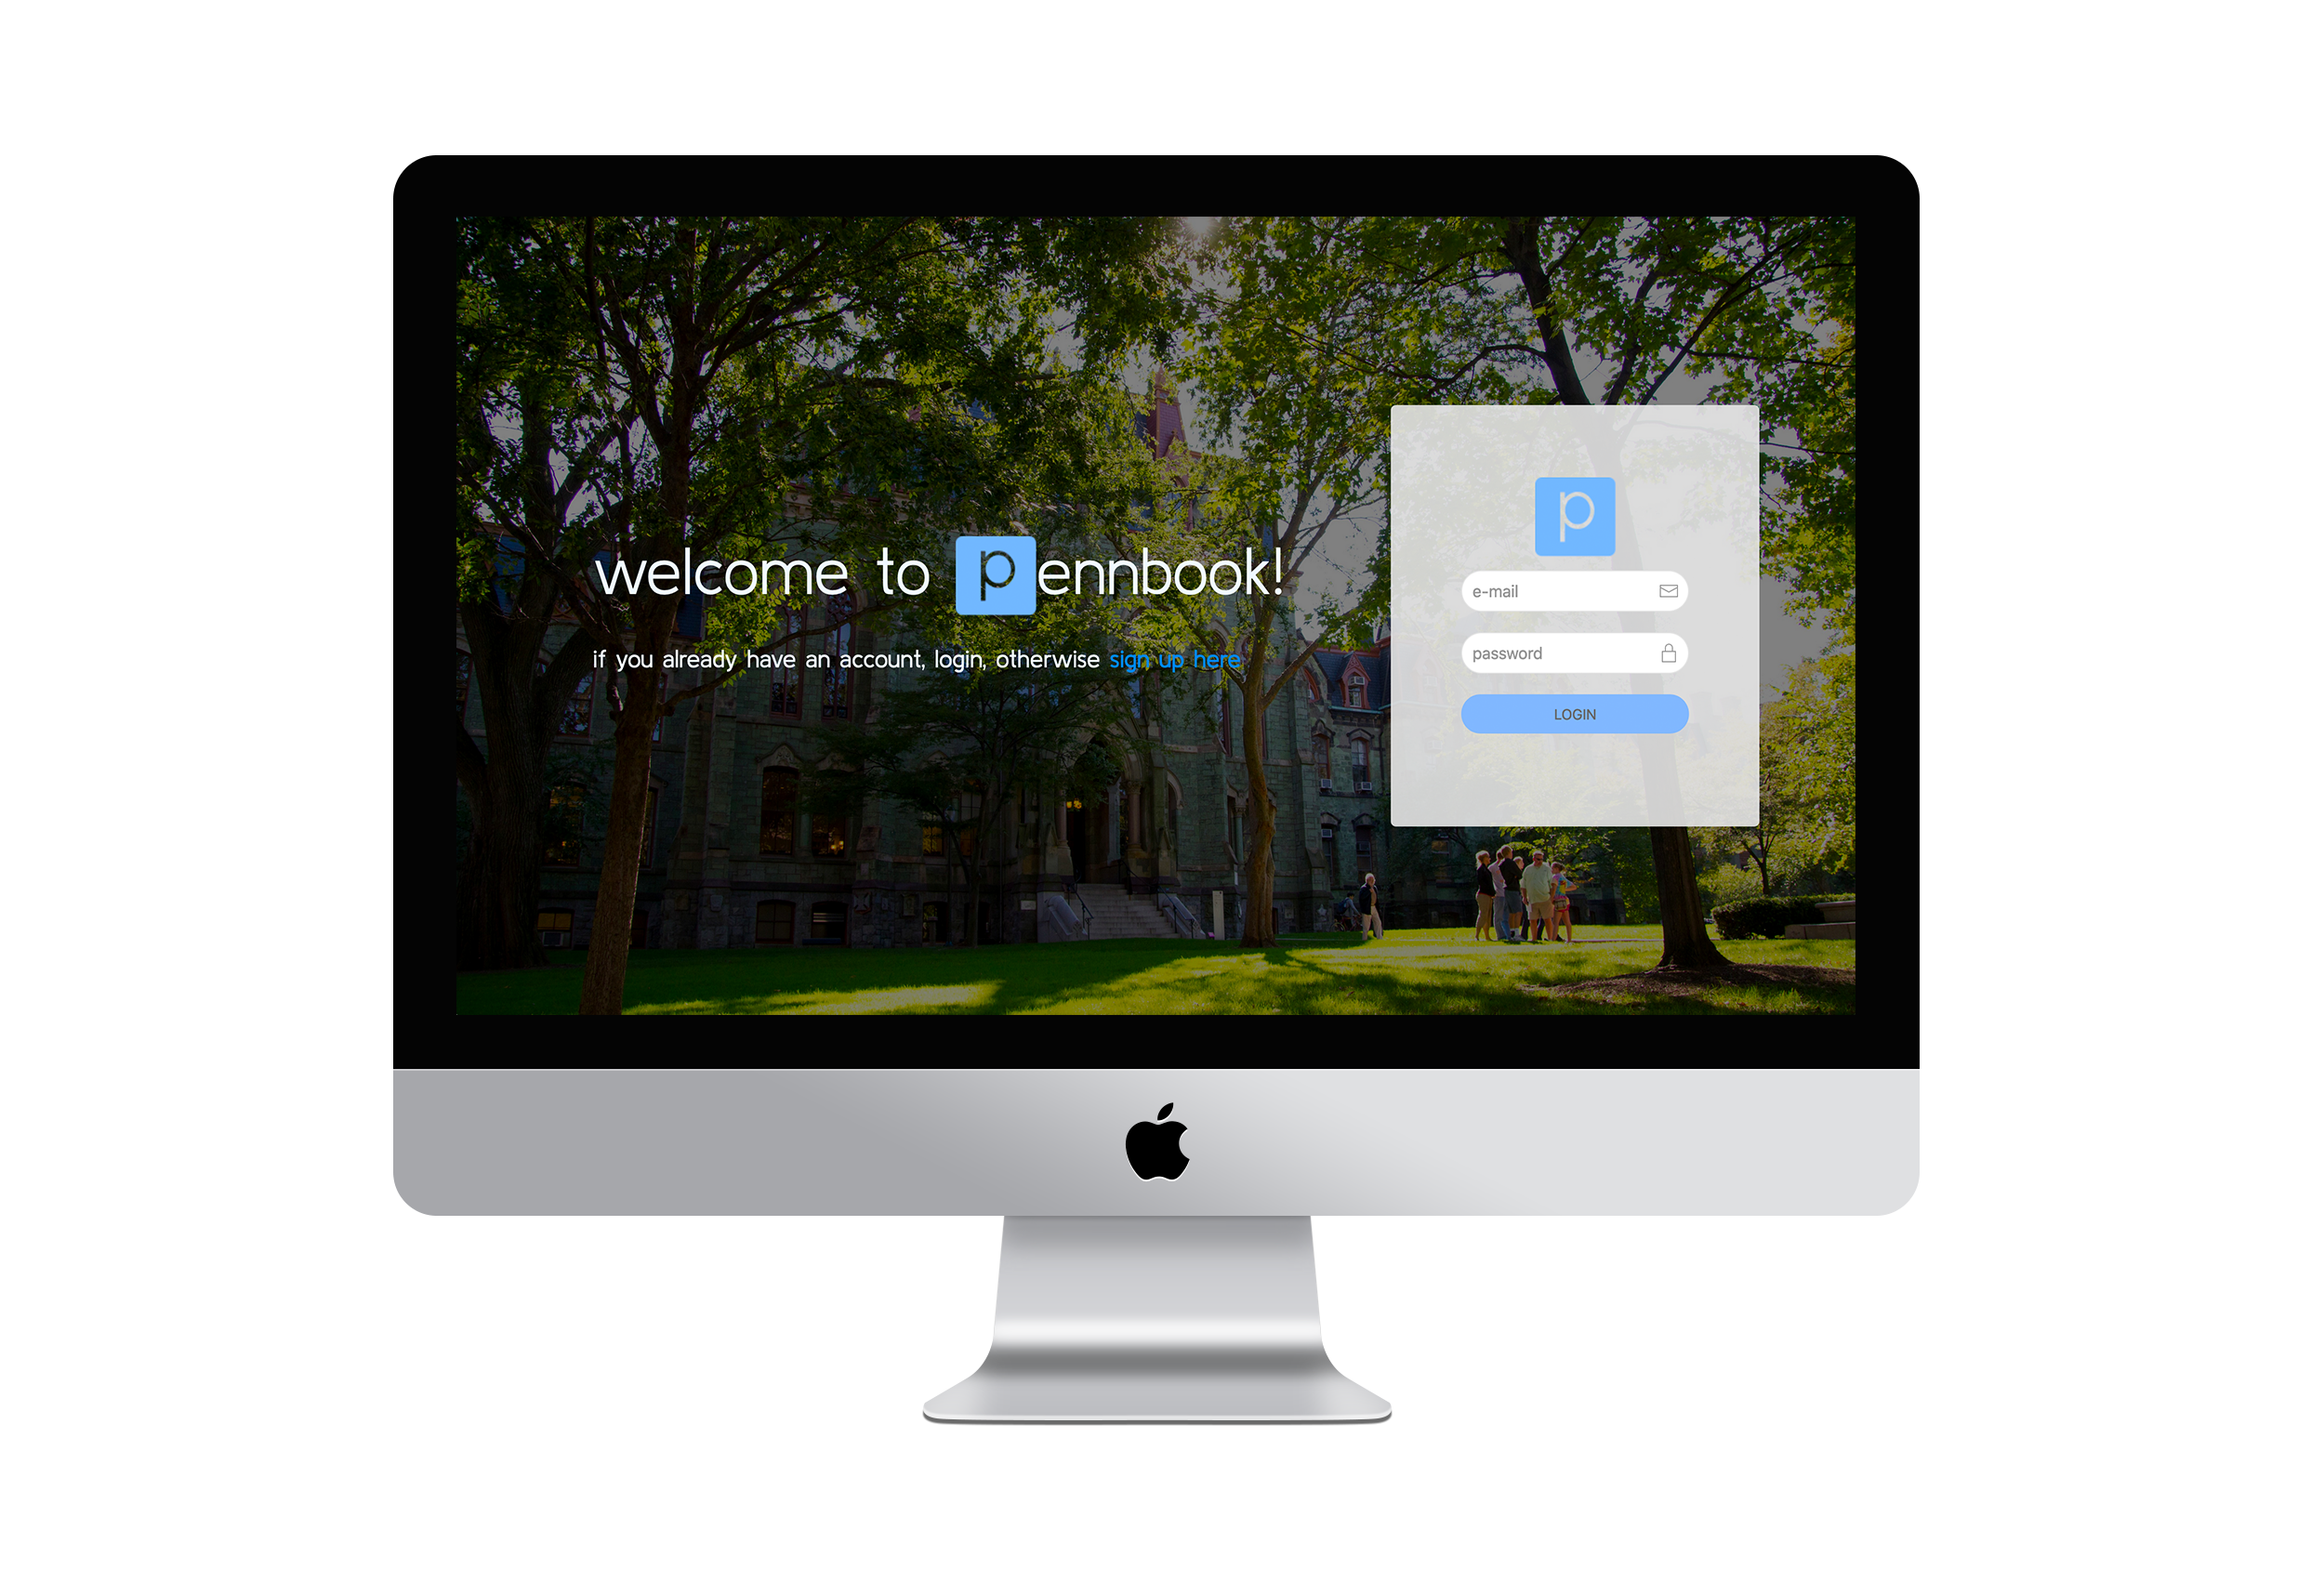 welcome to pennbook!
if you already have an account, login, otherwise sign up here
p
e-mail
password
LOGIN